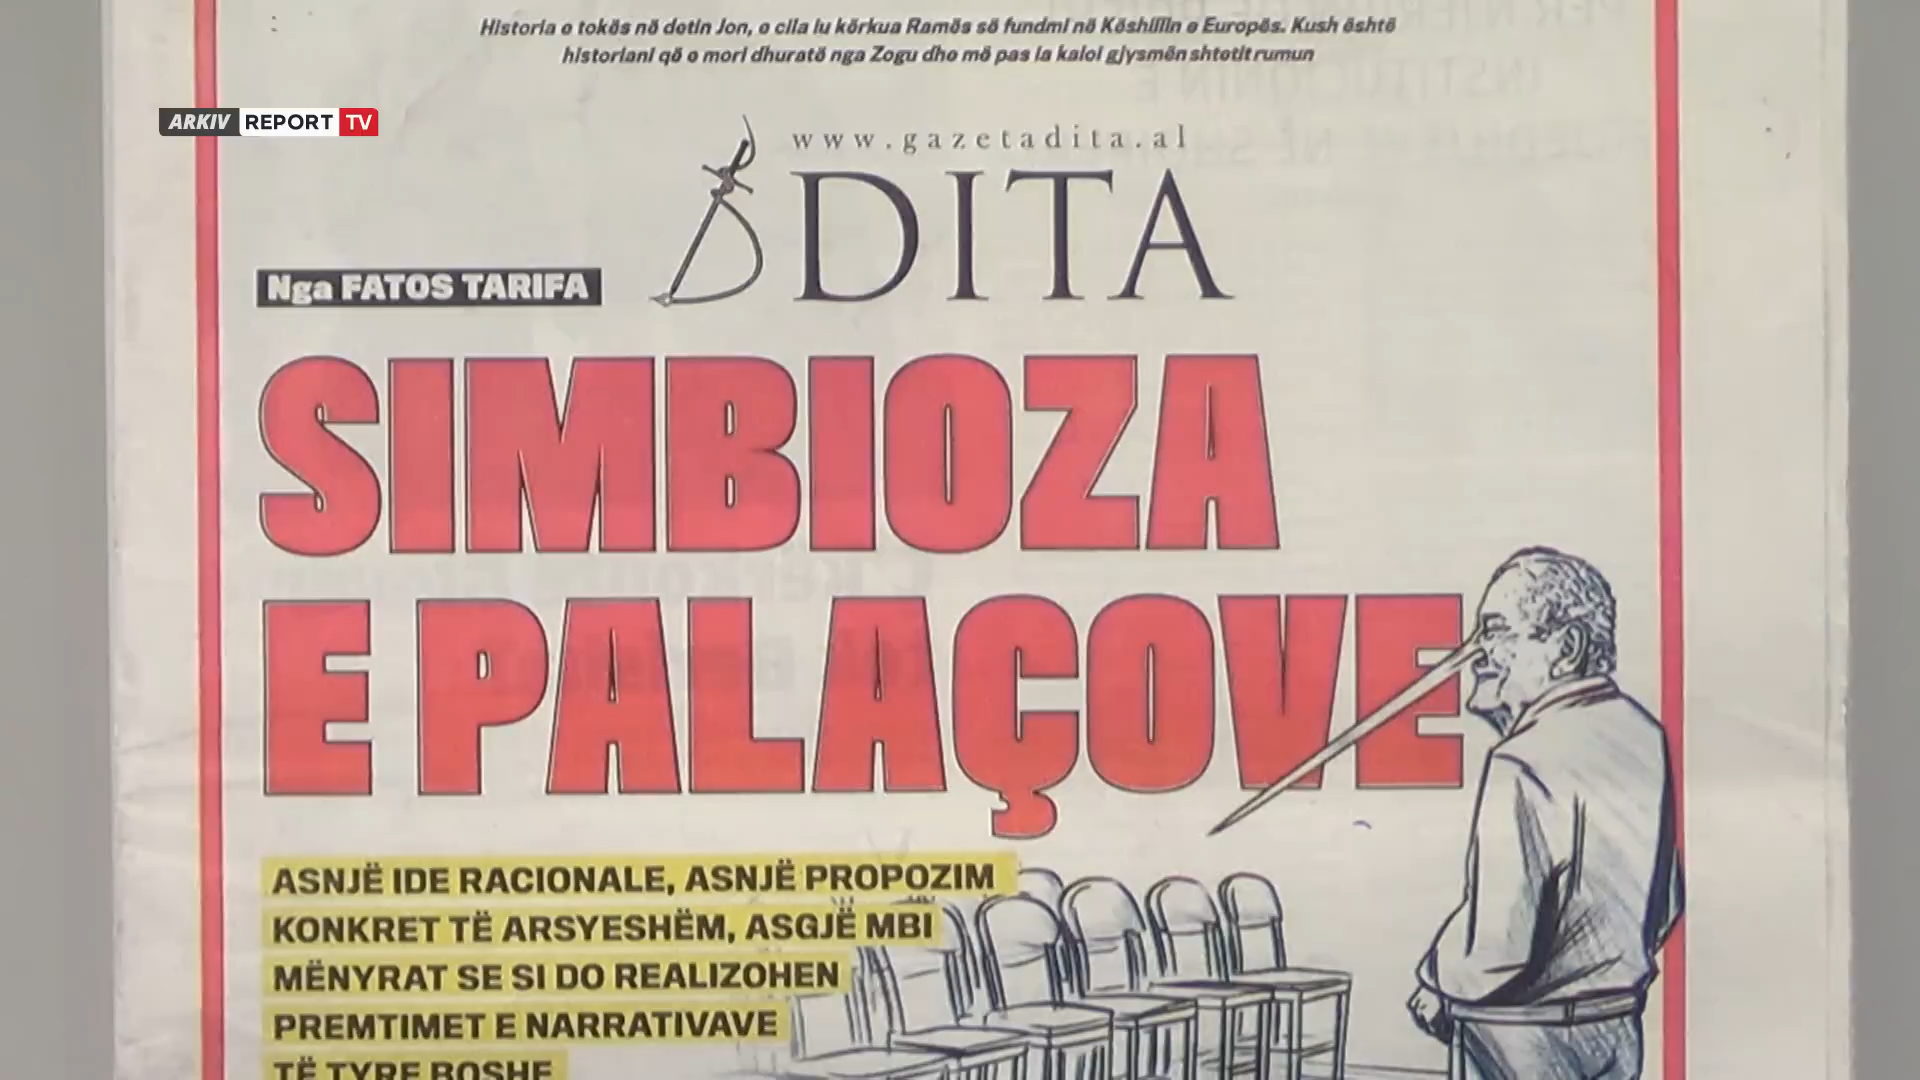 Historia e tokës në detin Jon, e cila iu kërkua Ramës së fundmi në Këshillin e Europës. Kush është
historiani që e mori dhuratë nga Zogu dhe më pas ia kaloi gjysmën shtetit rumun
ARKIV REPORT TV
www.gazetadita.al
DITA
Nga FATOS TARIFA
SIMBIOZA
E PALAÇOVE
ASNJË IDE RACIONALE, ASNJË PROPOZIM
KONKRET TË ARSYESHËM, ASGJË MBI
MËNYRAT SE SI DO REALIZOHEN
PREMTIMET E NARRATIVAVE
TË TYRE BOSHE